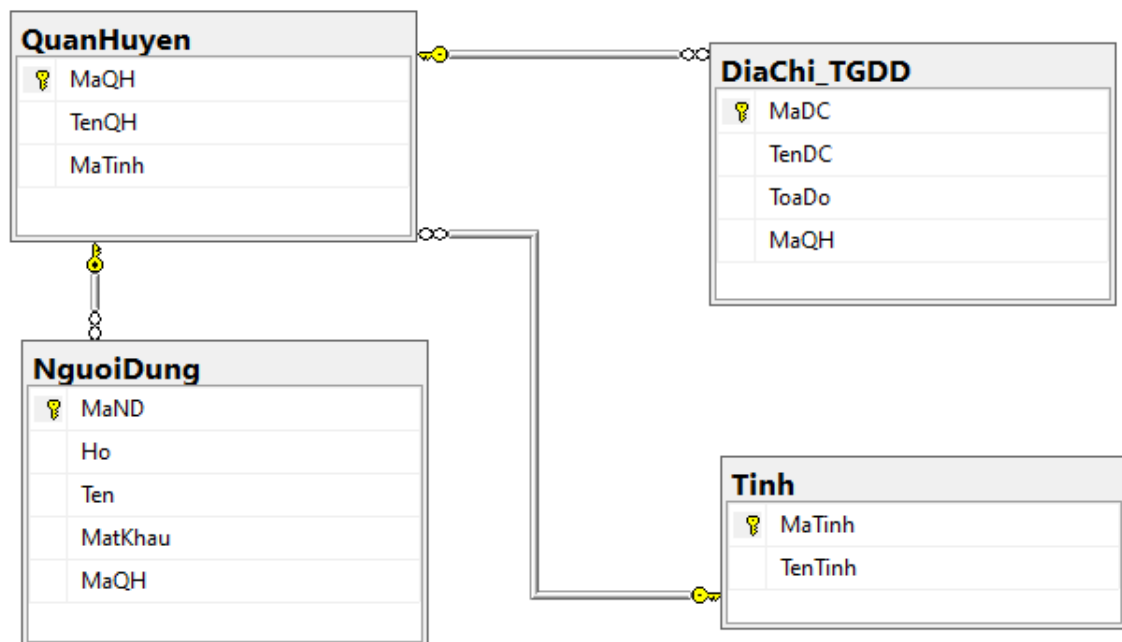 QuanHuyen
MaQH
TenQH
MaTinh
DiaChi_TGDD
MaDC
TenDC
ToaDo
MaQH
NguoiDung
MaND
Ho
Ten
MatKhau
MaQH
Tinh
MaTinh
TenTinh